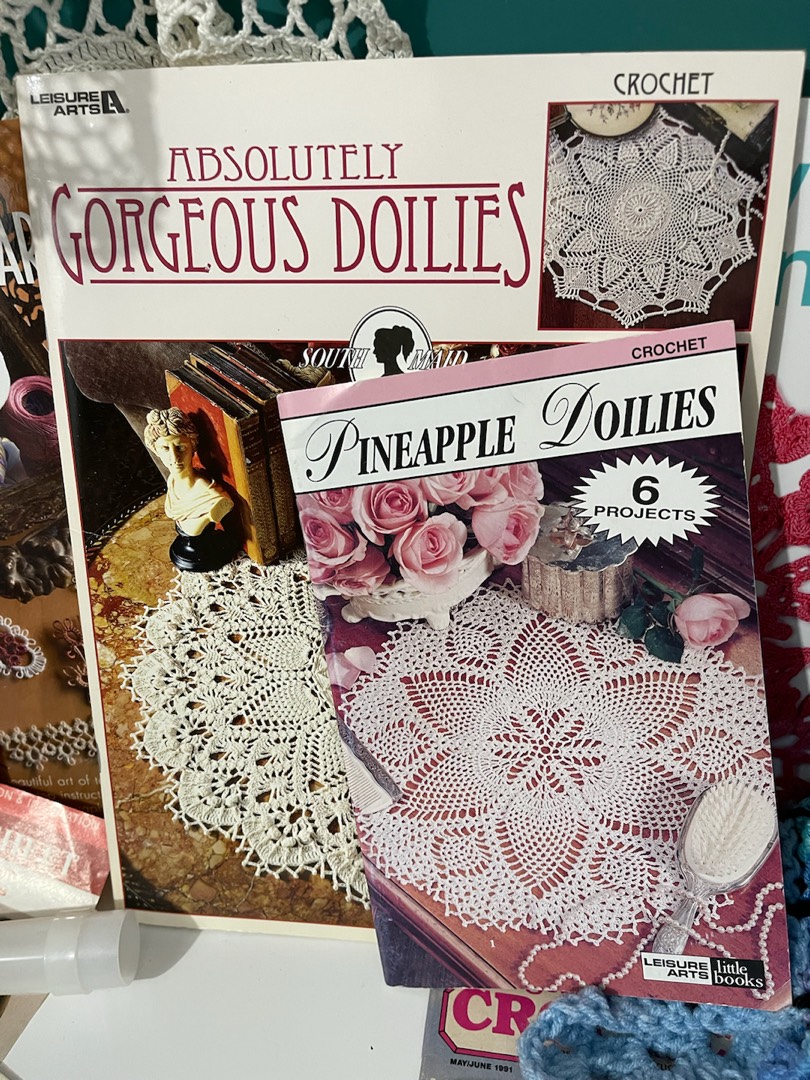 LEISURE
ARTS
CROCHET
ABSOLUTELY
GORGEOUS DOILIES
SOUTH MAID
CROCHET
PINEAPPLE DOILIES
6
PROJECTS
1
LEISURE
ARTS
little
books
MAY/JUNE 1991